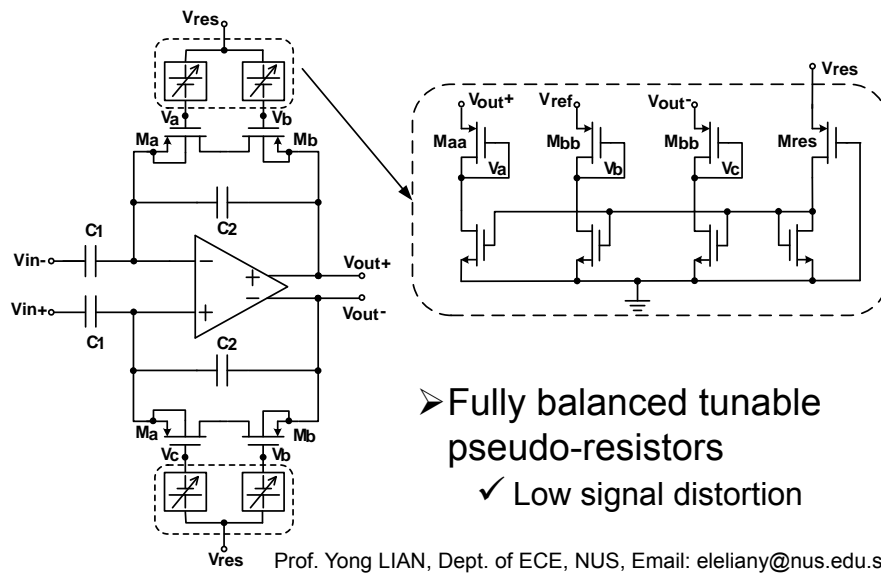 Vres
Va
Vb
Ma
Mb
C2
C1
Vin-
Vout+
Vin+
Vout-
C1
C2
Ma
Mb
Vc
Vb
Vres
Vres
Vout+
Vref
Vout-
Maa
Mbb
Mbb
Mres
Va
Vb
Vc
Fully balanced tunable
pseudo-resistors
Low signal distortion
Prof. Yong LIAN, Dept. of ECE, NUS, Email: eleliany@nus.edu.s